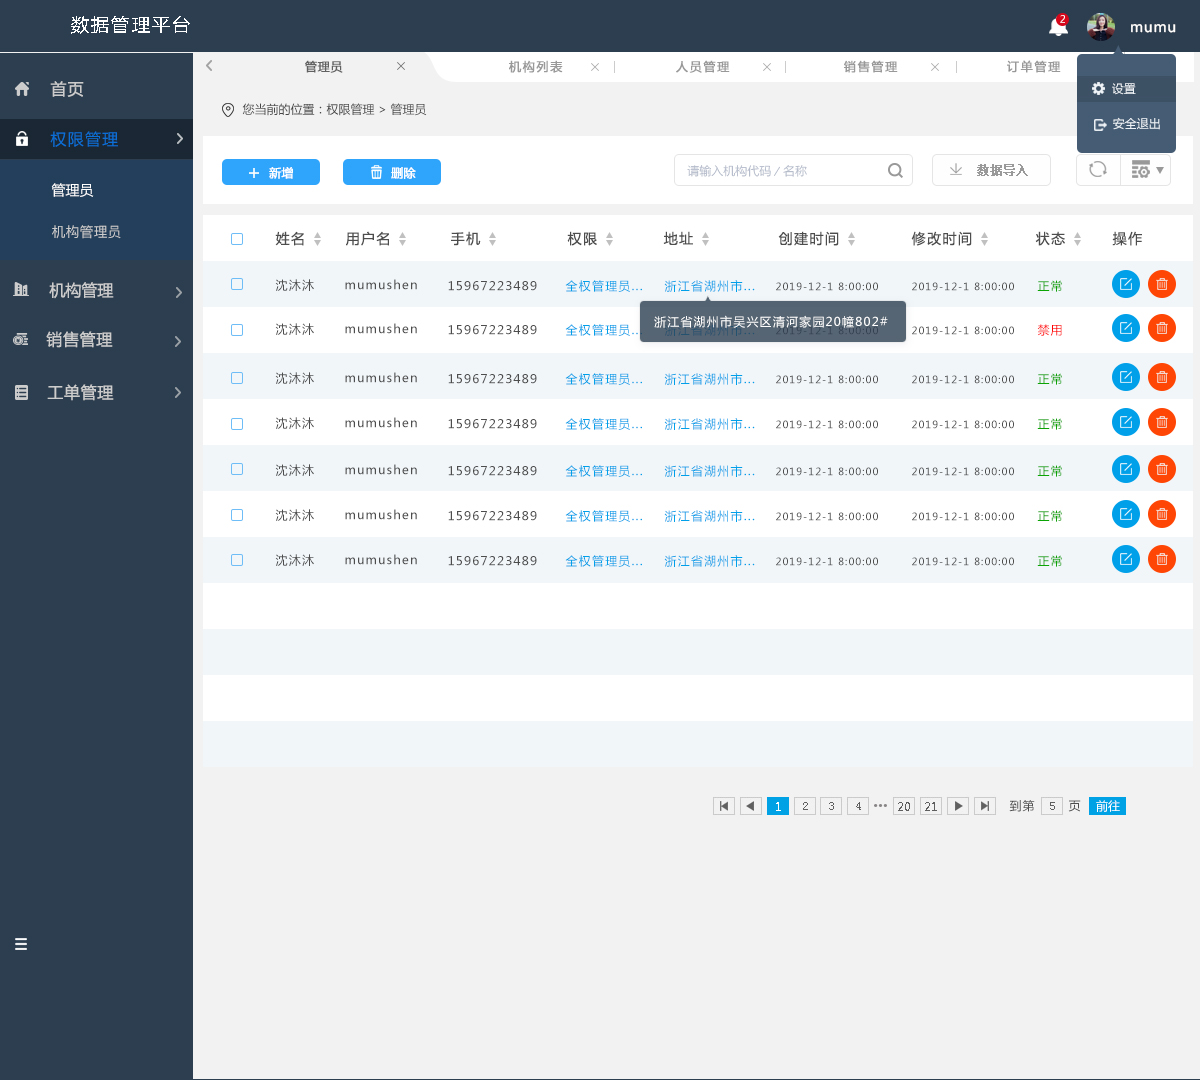 数据管理平台
2
mumu
首页
权限管理
管理员
机构管理员
机构管理
销售管理
工单管理
管理员 机构列表 人员管理 销售管理 订单管理
设置
安全退出
您当前的位置：权限管理 > 管理员
新增 删除 请输入机构代码 / 名称 数据导入
姓名 用户名 手机 权限 地址 创建时间 修改时间 状态 操作
沈沐沐 mumushen 15967223489 全权管理员... 浙江省湖州市... 2019-12-1 8:00:00 2019-12-1 8:00:00 正常
浙江省湖州市吴兴区清河家园20幢802#
沈沐沐 mumushen 15967223489 全权管理员... 2019-12-1 8:00:00 禁用
沈沐沐 mumushen 15967223489 全权管理员... 浙江省湖州市... 2019-12-1 8:00:00 2019-12-1 8:00:00 正常
沈沐沐 mumushen 15967223489 全权管理员... 浙江省湖州市... 2019-12-1 8:00:00 2019-12-1 8:00:00 正常
沈沐沐 mumushen 15967223489 全权管理员... 浙江省湖州市... 2019-12-1 8:00:00 2019-12-1 8:00:00 正常
沈沐沐 mumushen 15967223489 全权管理员... 浙江省湖州市... 2019-12-1 8:00:00 2019-12-1 8:00:00 正常
沈沐沐 mumushen 15967223489 全权管理员... 浙江省湖州市... 2019-12-1 8:00:00 2019-12-1 8:00:00 正常
1 2 3 4 ••• 20 21 到第 5 页 前往